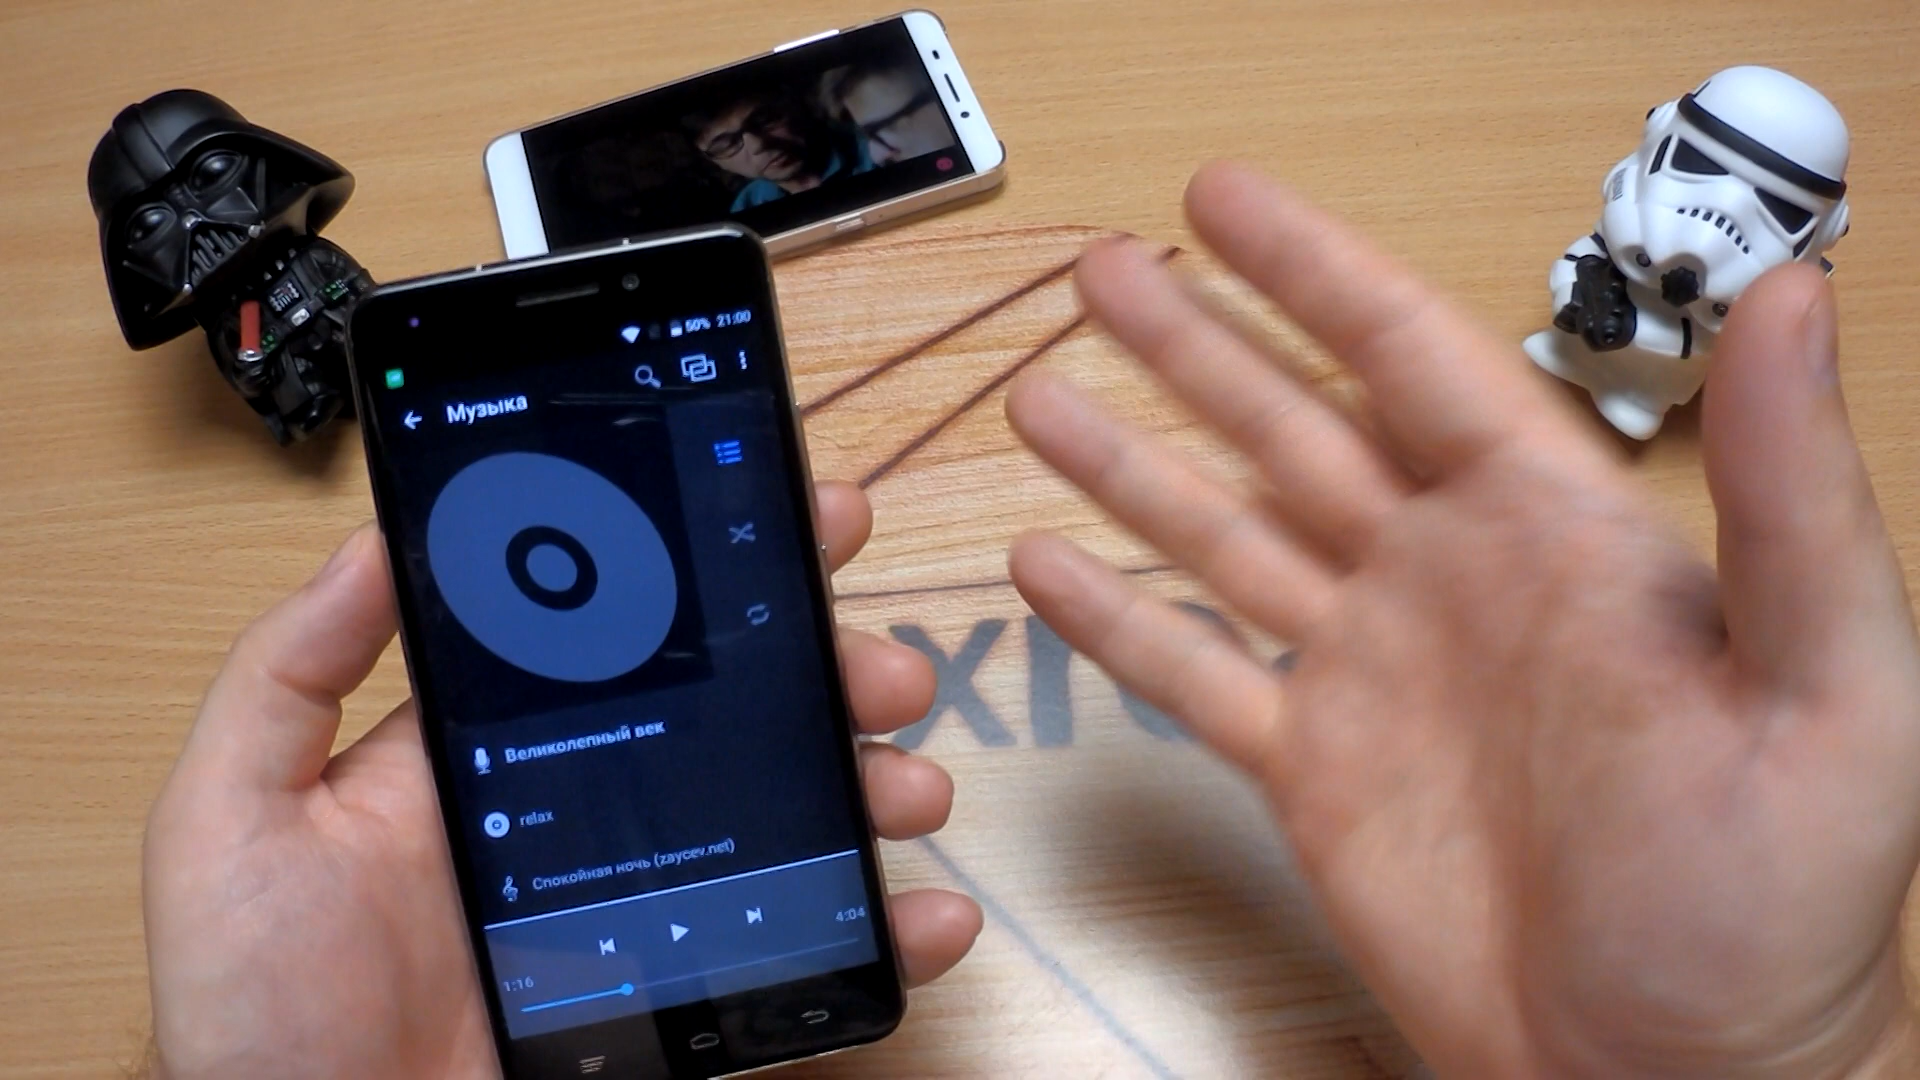 50% 21:00
Музыка
Великолепный век
relax
Спокойная ночь (zaycev.net)
4:04
1:16